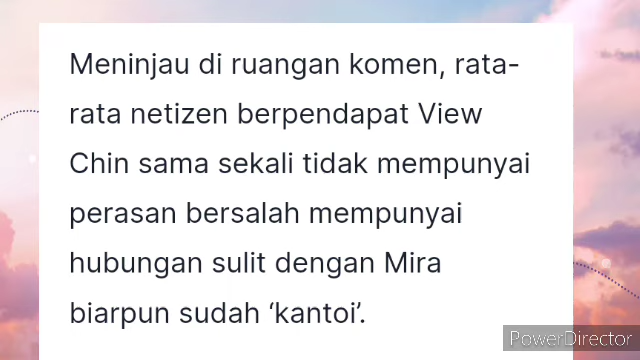 Meninjau di ruangan komen, rata-
rata netizen berpendapat View
Chin sama sekali tidak mempunyai
perasan bersalah mempunyai
hubungan sulit dengan Mira
biarpun sudah ‘kantoi’.
PowerDirector